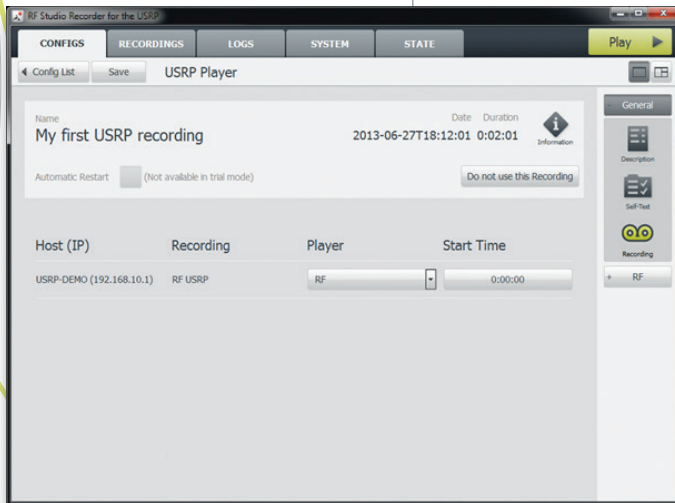 RF Studio Recorder for the USRP
CONFIGS RECORDINGS LOGS SYSTEM STATE Play
Config List Save USRP Player
- General
Name Date Duration
My first USRP recording 2013-06-27T18:12:01 0:02:01
Information
Description
Automatic Restart (Not available in trial mode) Do not use this Recording
Self-Test
Host (IP) Recording Player Start Time
Recording
USRP-DEMO (192.168.10.1) RF USRP RF 0:00:00
+ RF